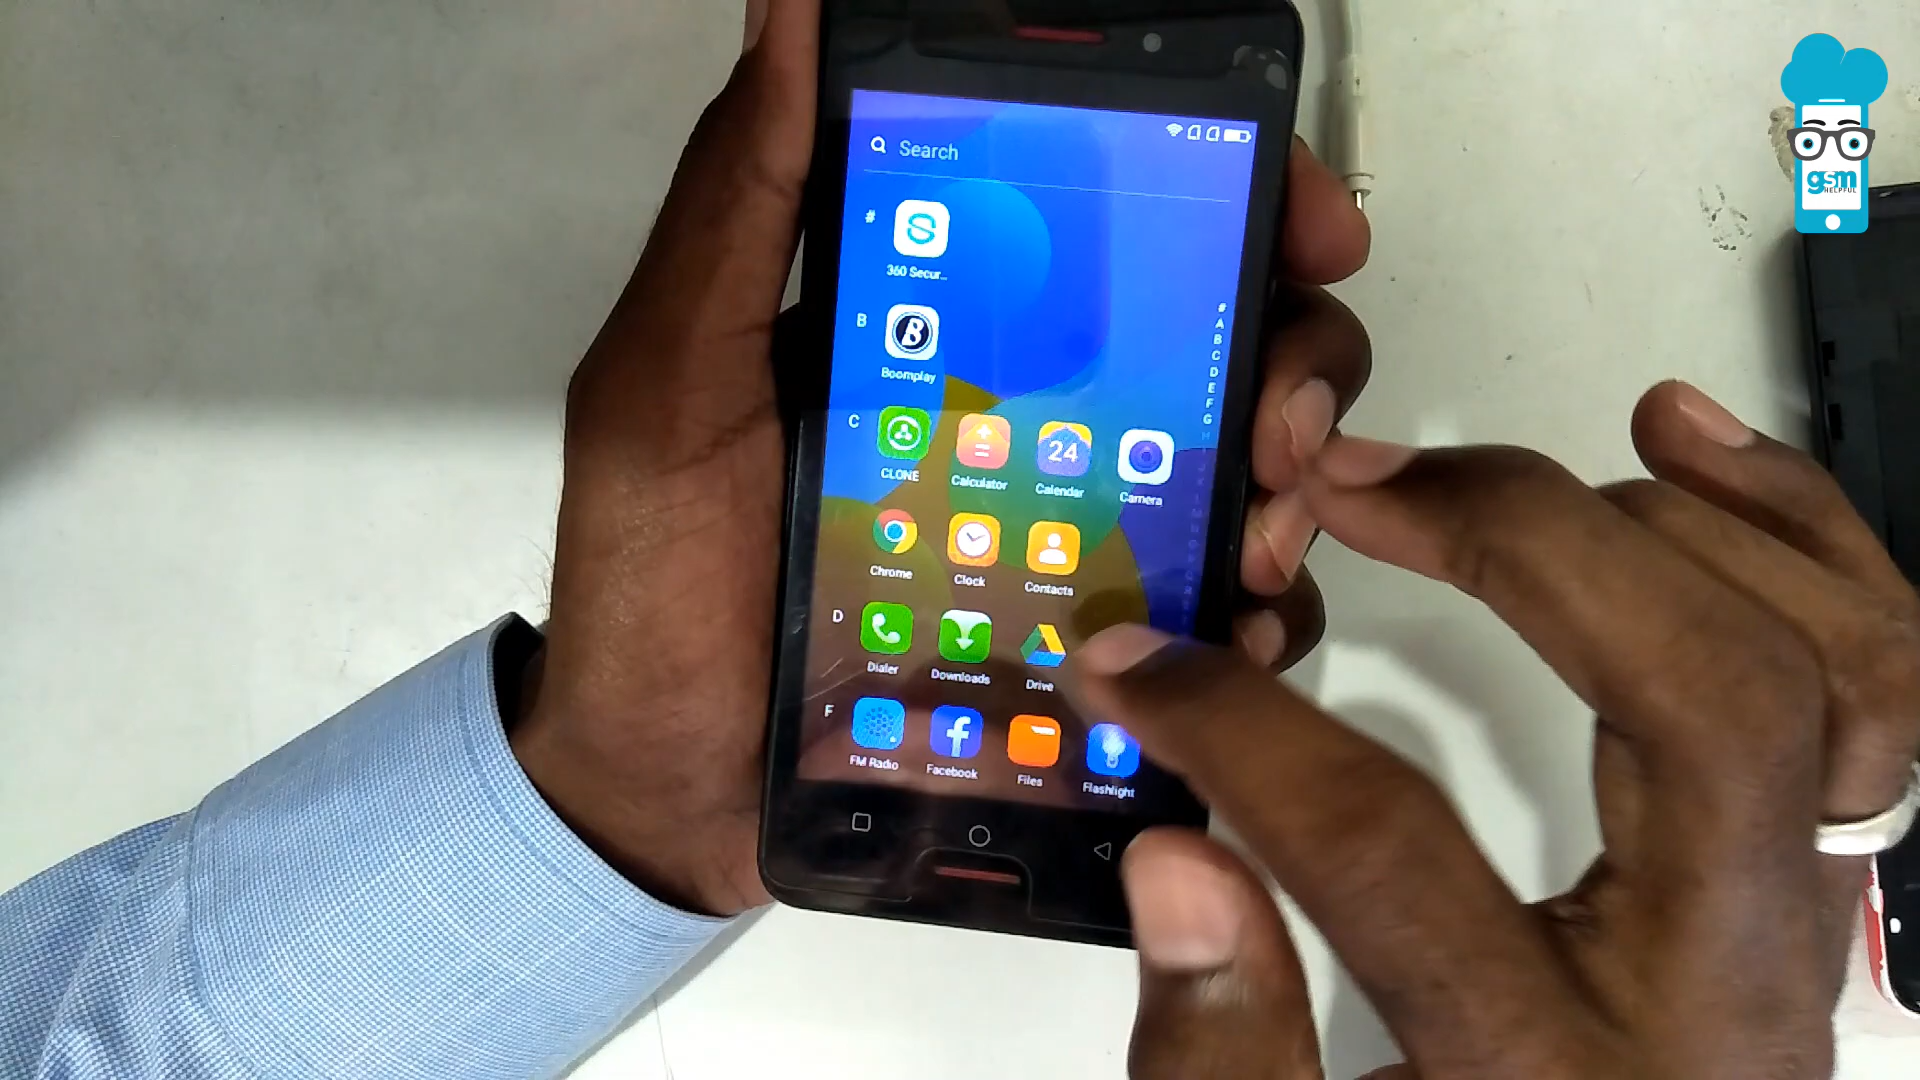 Search
#
360 Secur...
B
Boomplay
C
CLONE
Calculator
24
Calendar
Camera
Chrome
Clock
Contacts
D
Dialer
Downloads
Drive
F
FM Radio
Facebook
Files
Flashlight
#
A
B
C
D
E
F
G
gsm
HELPFUL